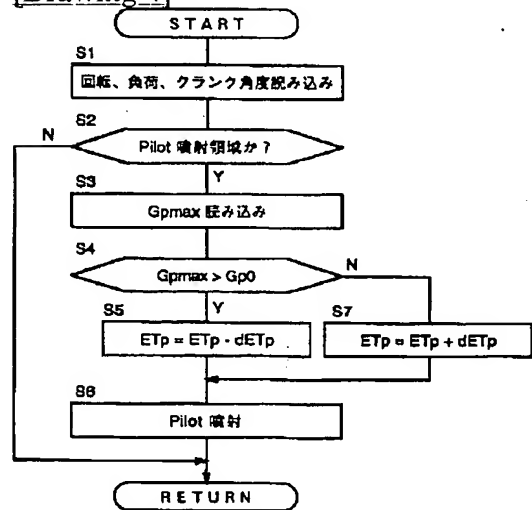 START
S1
回転、負荷、クランク角度読み込み
S2
N
Pilot 噴射領域か?
Y
S3
Gpmax 読み込み
S4
Gpmax > Gp0
N
Y
S5
ETp = ETp - dETp
S7
ETp = ETp + dETp
S6
Pilot 噴射
RETURN